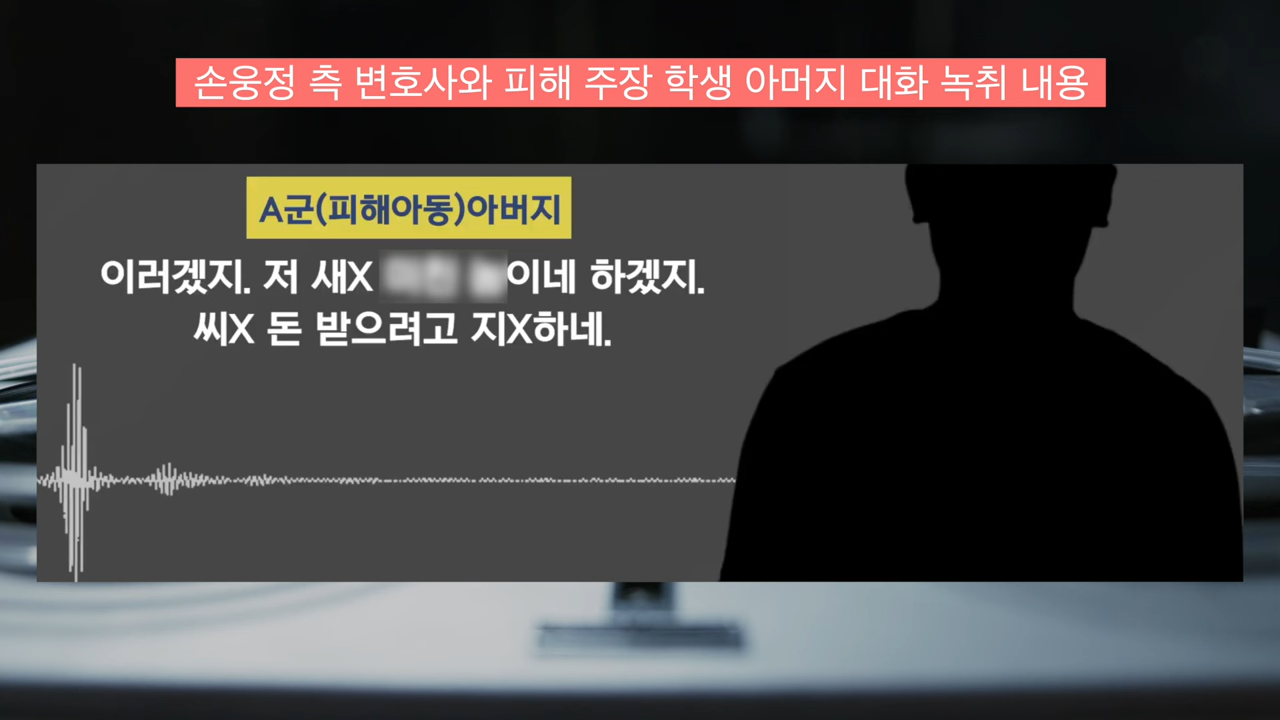 손웅정 측 변호사와 피해 주장 학생 아머지 대화 녹취 내용
A군(피해아동)아버지
이러겠지. 저 새X 이네 하겠지.
씨X 돈 받으려고 지X하네.